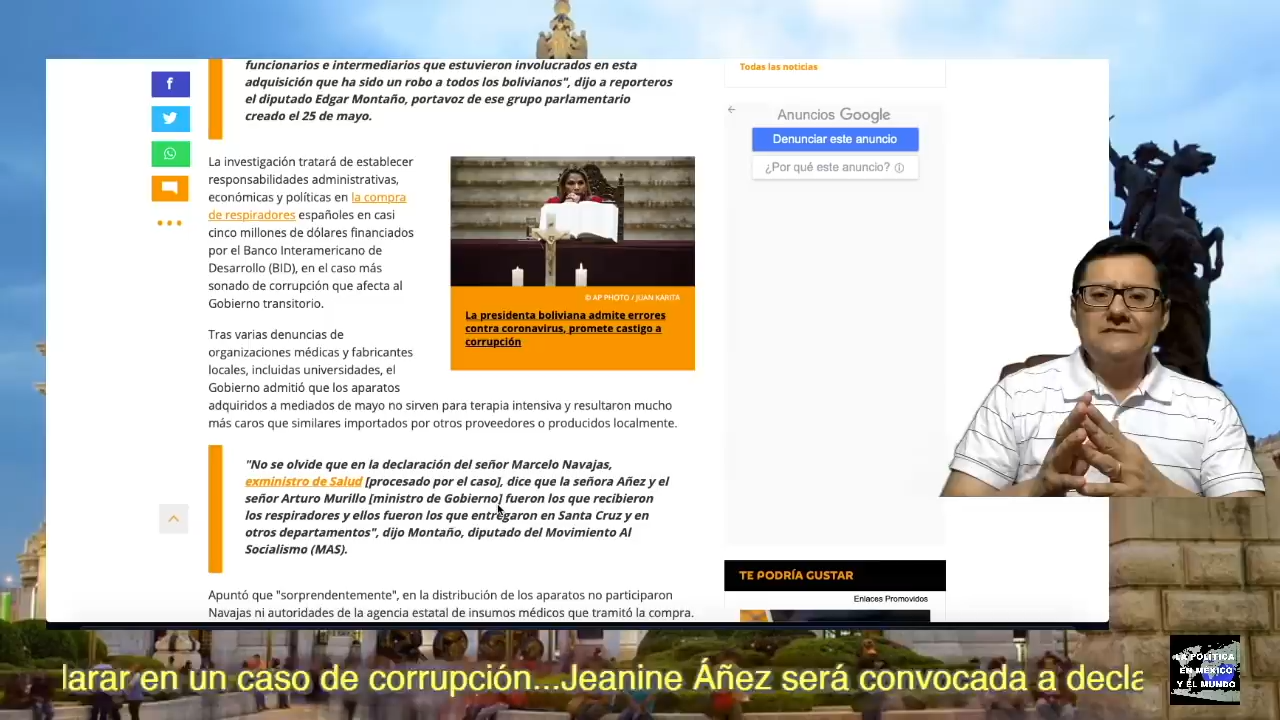 funcionarios e intermediarios que estuvieron involucrados en esta
adquisición que ha sido un robo a todos los bolivianos", dijo a reporteros
el diputado Edgar Montaño, portavoz de ese grupo parlamentario
creado el 25 de mayo.
La investigación tratará de establecer
responsabilidades administrativas,
económicas y políticas en la compra
de respiradores españoles en casi
cinco millones de dólares financiados
por el Banco Interamericano de
Desarrollo (BID), en el caso más
sonado de corrupción que afecta al
Gobierno transitorio.
© AP PHOTO / JUAN KARITA
La presidenta boliviana admite errores
contra coronavirus, promete castigo a
corrupción
Tras varias denuncias de
organizaciones médicas y fabricantes
locales, incluidas universidades, el
Gobierno admitió que los aparatos
adquiridos a mediados de mayo no sirven para terapia intensiva y resultaron mucho
más caros que similares importados por otros proveedores o producidos localmente.
"No se olvide que en la declaración del señor Marcelo Navajas,
exministro de Salud [procesado por el caso], dice que la señora Añez y el
señor Arturo Murillo [ministro de Gobierno] fueron los que recibieron
los respiradores y ellos fueron los que entregaron en Santa Cruz y en
otros departamentos", dijo Montaño, diputado del Movimiento Al
Socialismo (MAS).
Apuntó que "sorprendentemente", en la distribución de los aparatos no participaron
Navajas ni autoridades de la agencia estatal de insumos médicos que tramitó la compra.
Todas las noticias
Anuncios Google
Denunciar este anuncio
¿Por qué este anuncio?
TE PODRÍA GUSTAR
Enlaces Promovidos
larar en un caso de corrupción...Jeanine Áñez será convocada a decla
LA POLÍTICA
EN MÉXICO
Y EL MUNDO